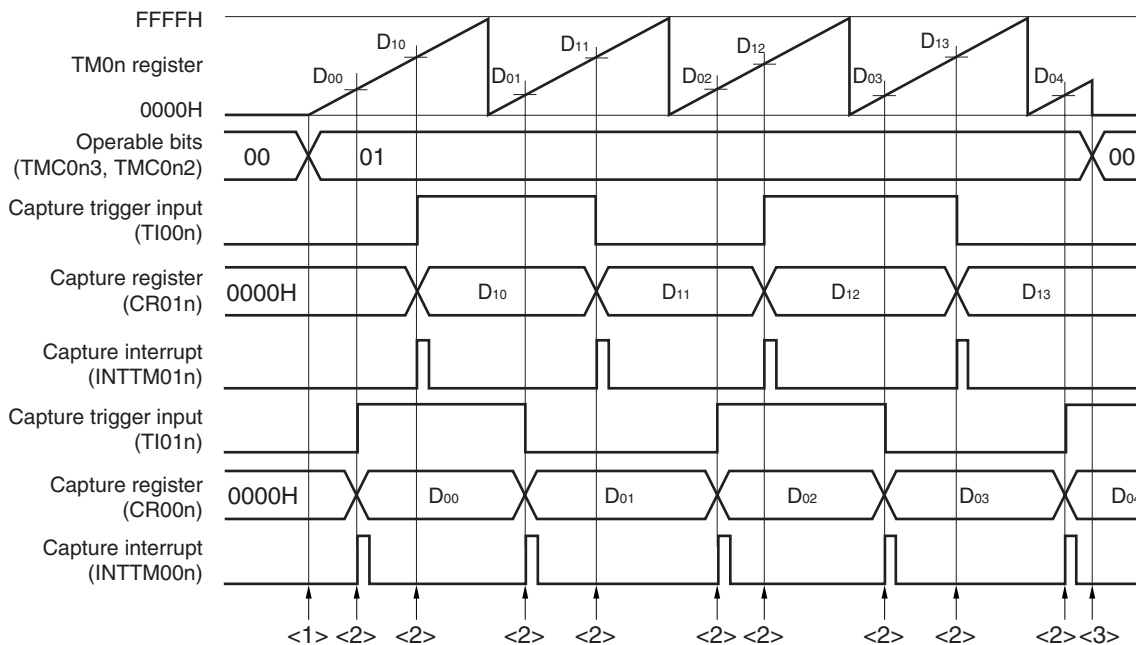 FFFFH
TM0n register
0000H
D10
D11
D12
D13
D00
D01
D02
D03
D04
Operable bits
(TMC0n3, TMC0n2)
00
01
00
Capture trigger input
(TI00n)
Capture register
(CR01n)
0000H
D10
D11
D12
D13
Capture interrupt
(INTTM01n)
Capture trigger input
(TI01n)
Capture register
(CR00n)
0000H
D00
D01
D02
D03
D04
Capture interrupt
(INTTM00n)
<1> <2> <2> <2> <2> <2> <2> <2> <2> <2> <3>